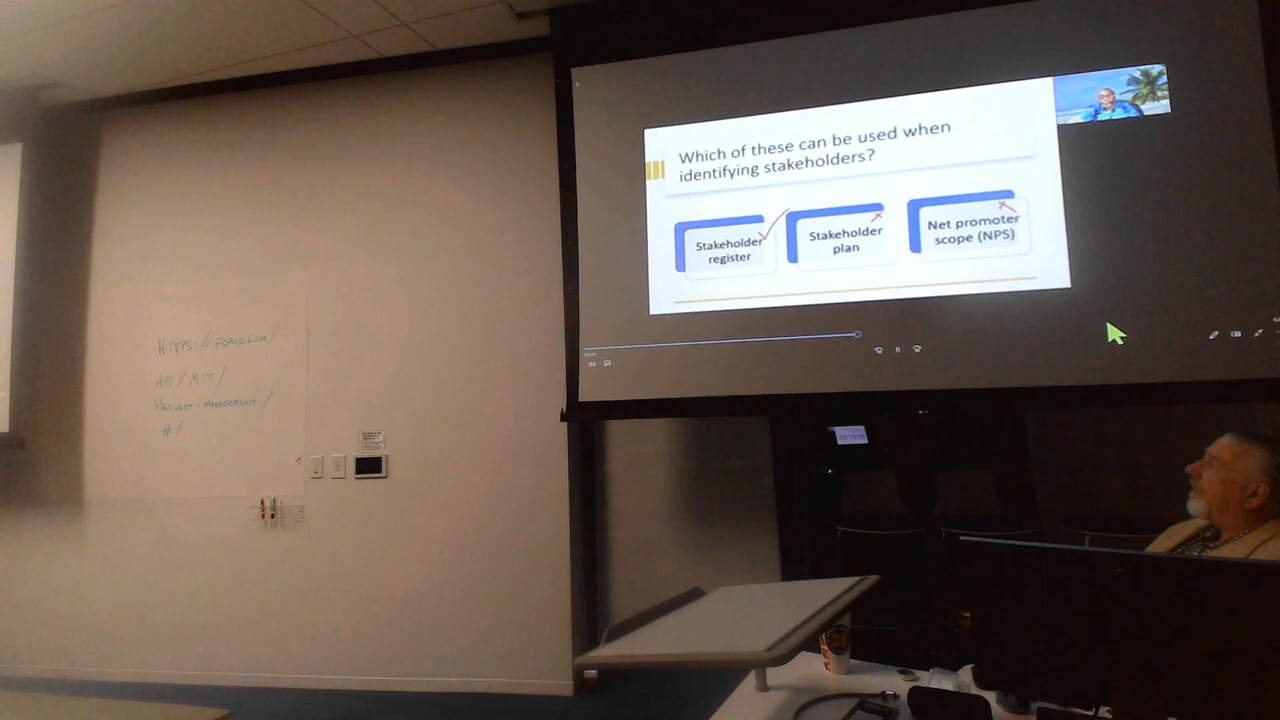 HTTPS://FORIO.COM/
APP/MIT/
PROJECT-MANAGEMENT/
#/
Which of these can be used when
identifying stakeholders?
Stakeholder
register
Stakeholder
plan
Net promoter
scope (NPS)